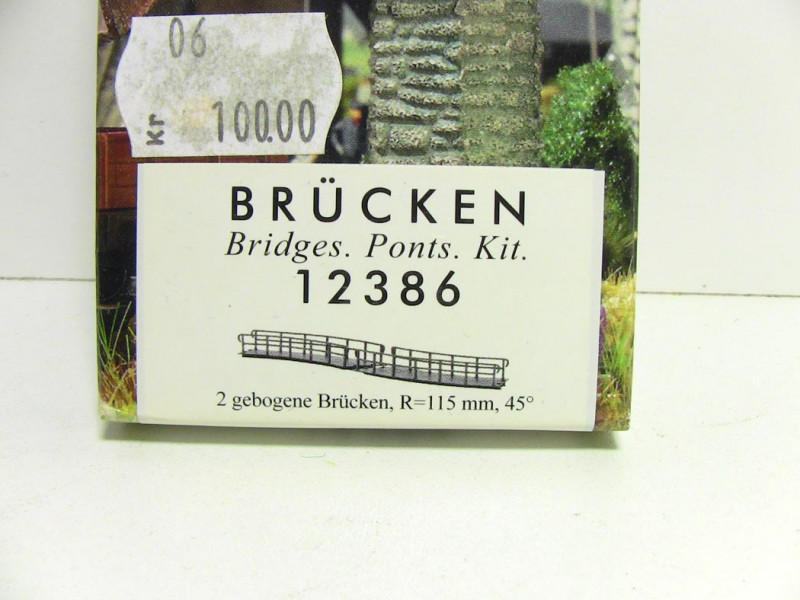 06
Kr 100.00
BRÜCKEN
Bridges. Ponts. Kit.
12386
2 gebogene Brücken, R=115 mm, 45°